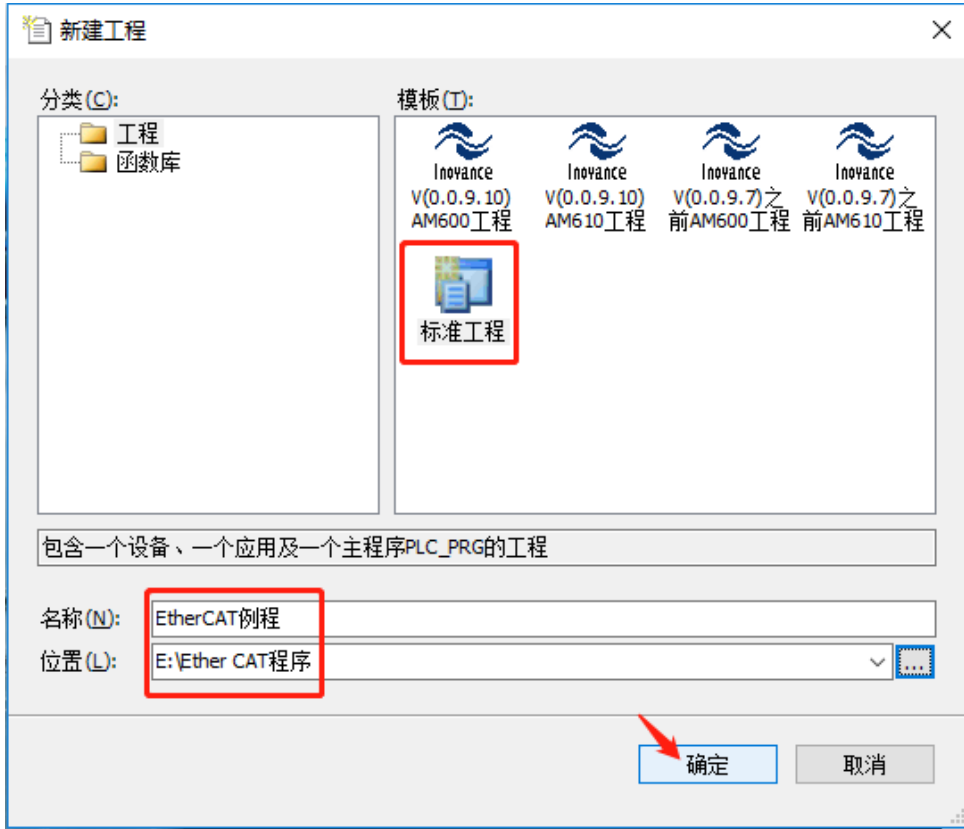 新建工程
分类(C):
模板(T):
工程
函数库
Inovance
V(0.0.9.10)
AM600工程
Inovance
V(0.0.9.10)
AM610工程
Inovance
V(0.0.9.7)之
前AM600工程
Inovance
V(0.0.9.7)之
前AM610工程
标准工程
包含一个设备、一个应用及一个主程序PLC_PRG的工程
名称(N):
EtherCAT例程
位置(L):
E:\Ether CAT程序
...
确定
取消